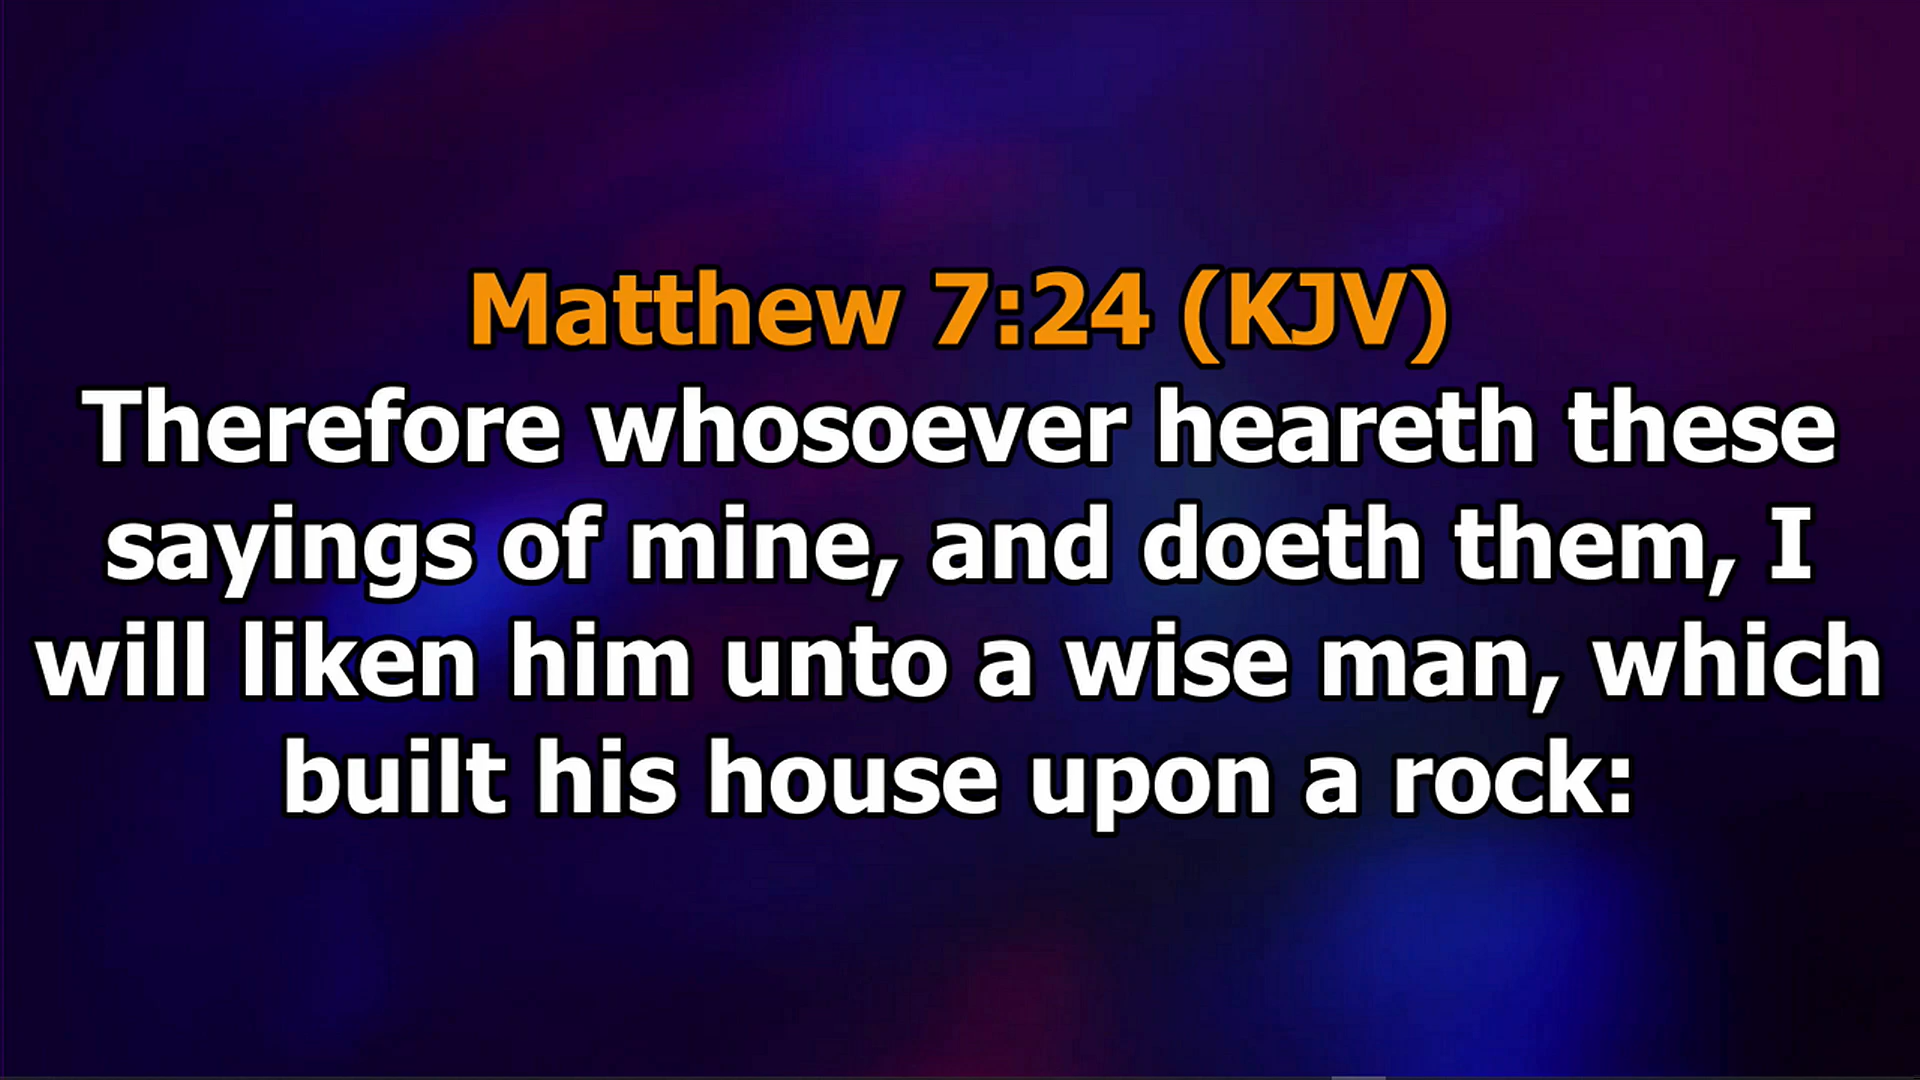 Matthew 7:24 (KJV)
Therefore whosoever heareth these
sayings of mine, and doeth them, I
will liken him unto a wise man, which
built his house upon a rock: